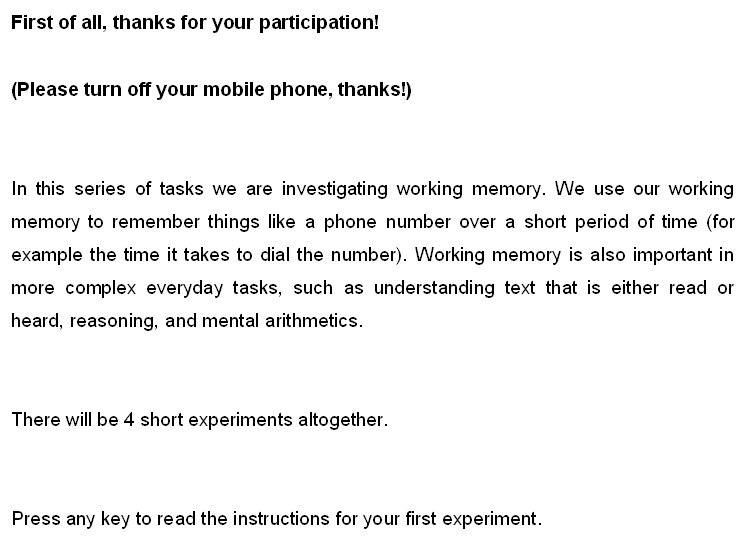 First of all, thanks for your participation!
(Please turn off your mobile phone, thanks!)
In this series of tasks we are investigating working memory. We use our working
memory to remember things like a phone number over a short period of time (for
example the time it takes to dial the number). Working memory is also important in
more complex everyday tasks, such as understanding text that is either read or
heard, reasoning, and mental arithmetics.
There will be 4 short experiments altogether.
Press any key to read the instructions for your first experiment.